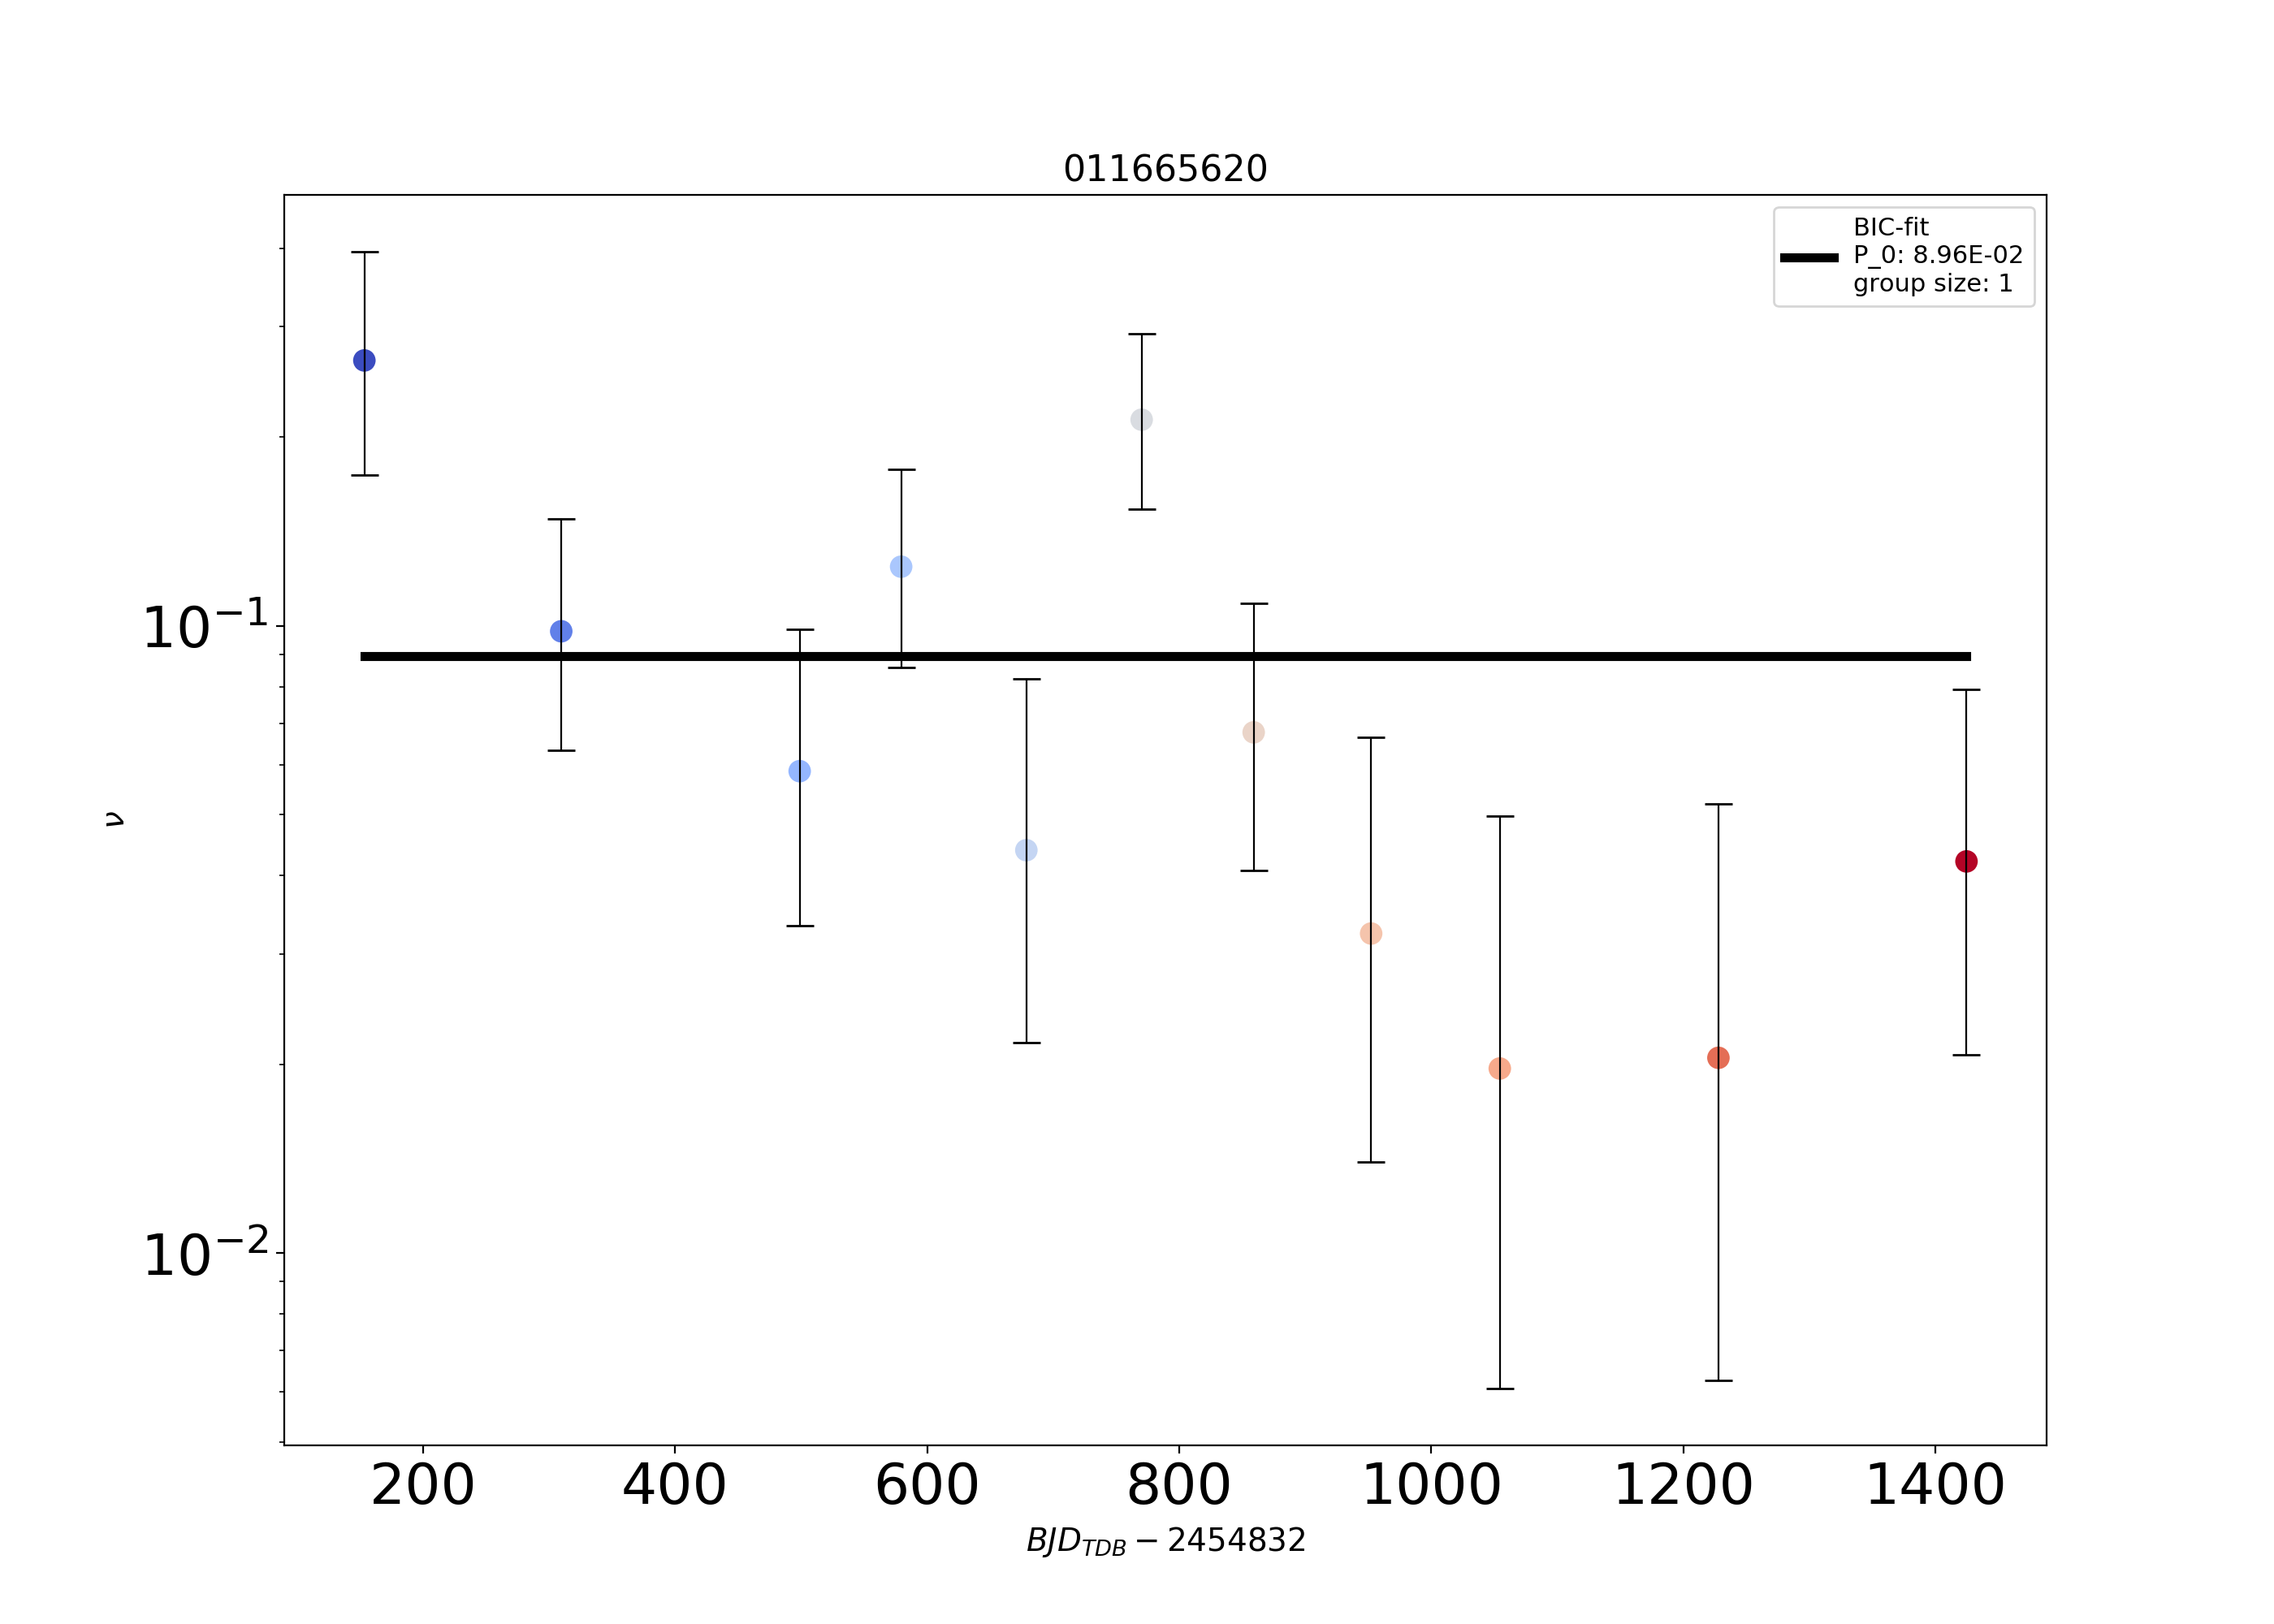 011665620
BIC-fit
P_0: 8.96E-02
group size: 1
10⁻¹
ν
10⁻²
200 400 600 800 1000 1200 1400
BJD_{TDB} − 2454832